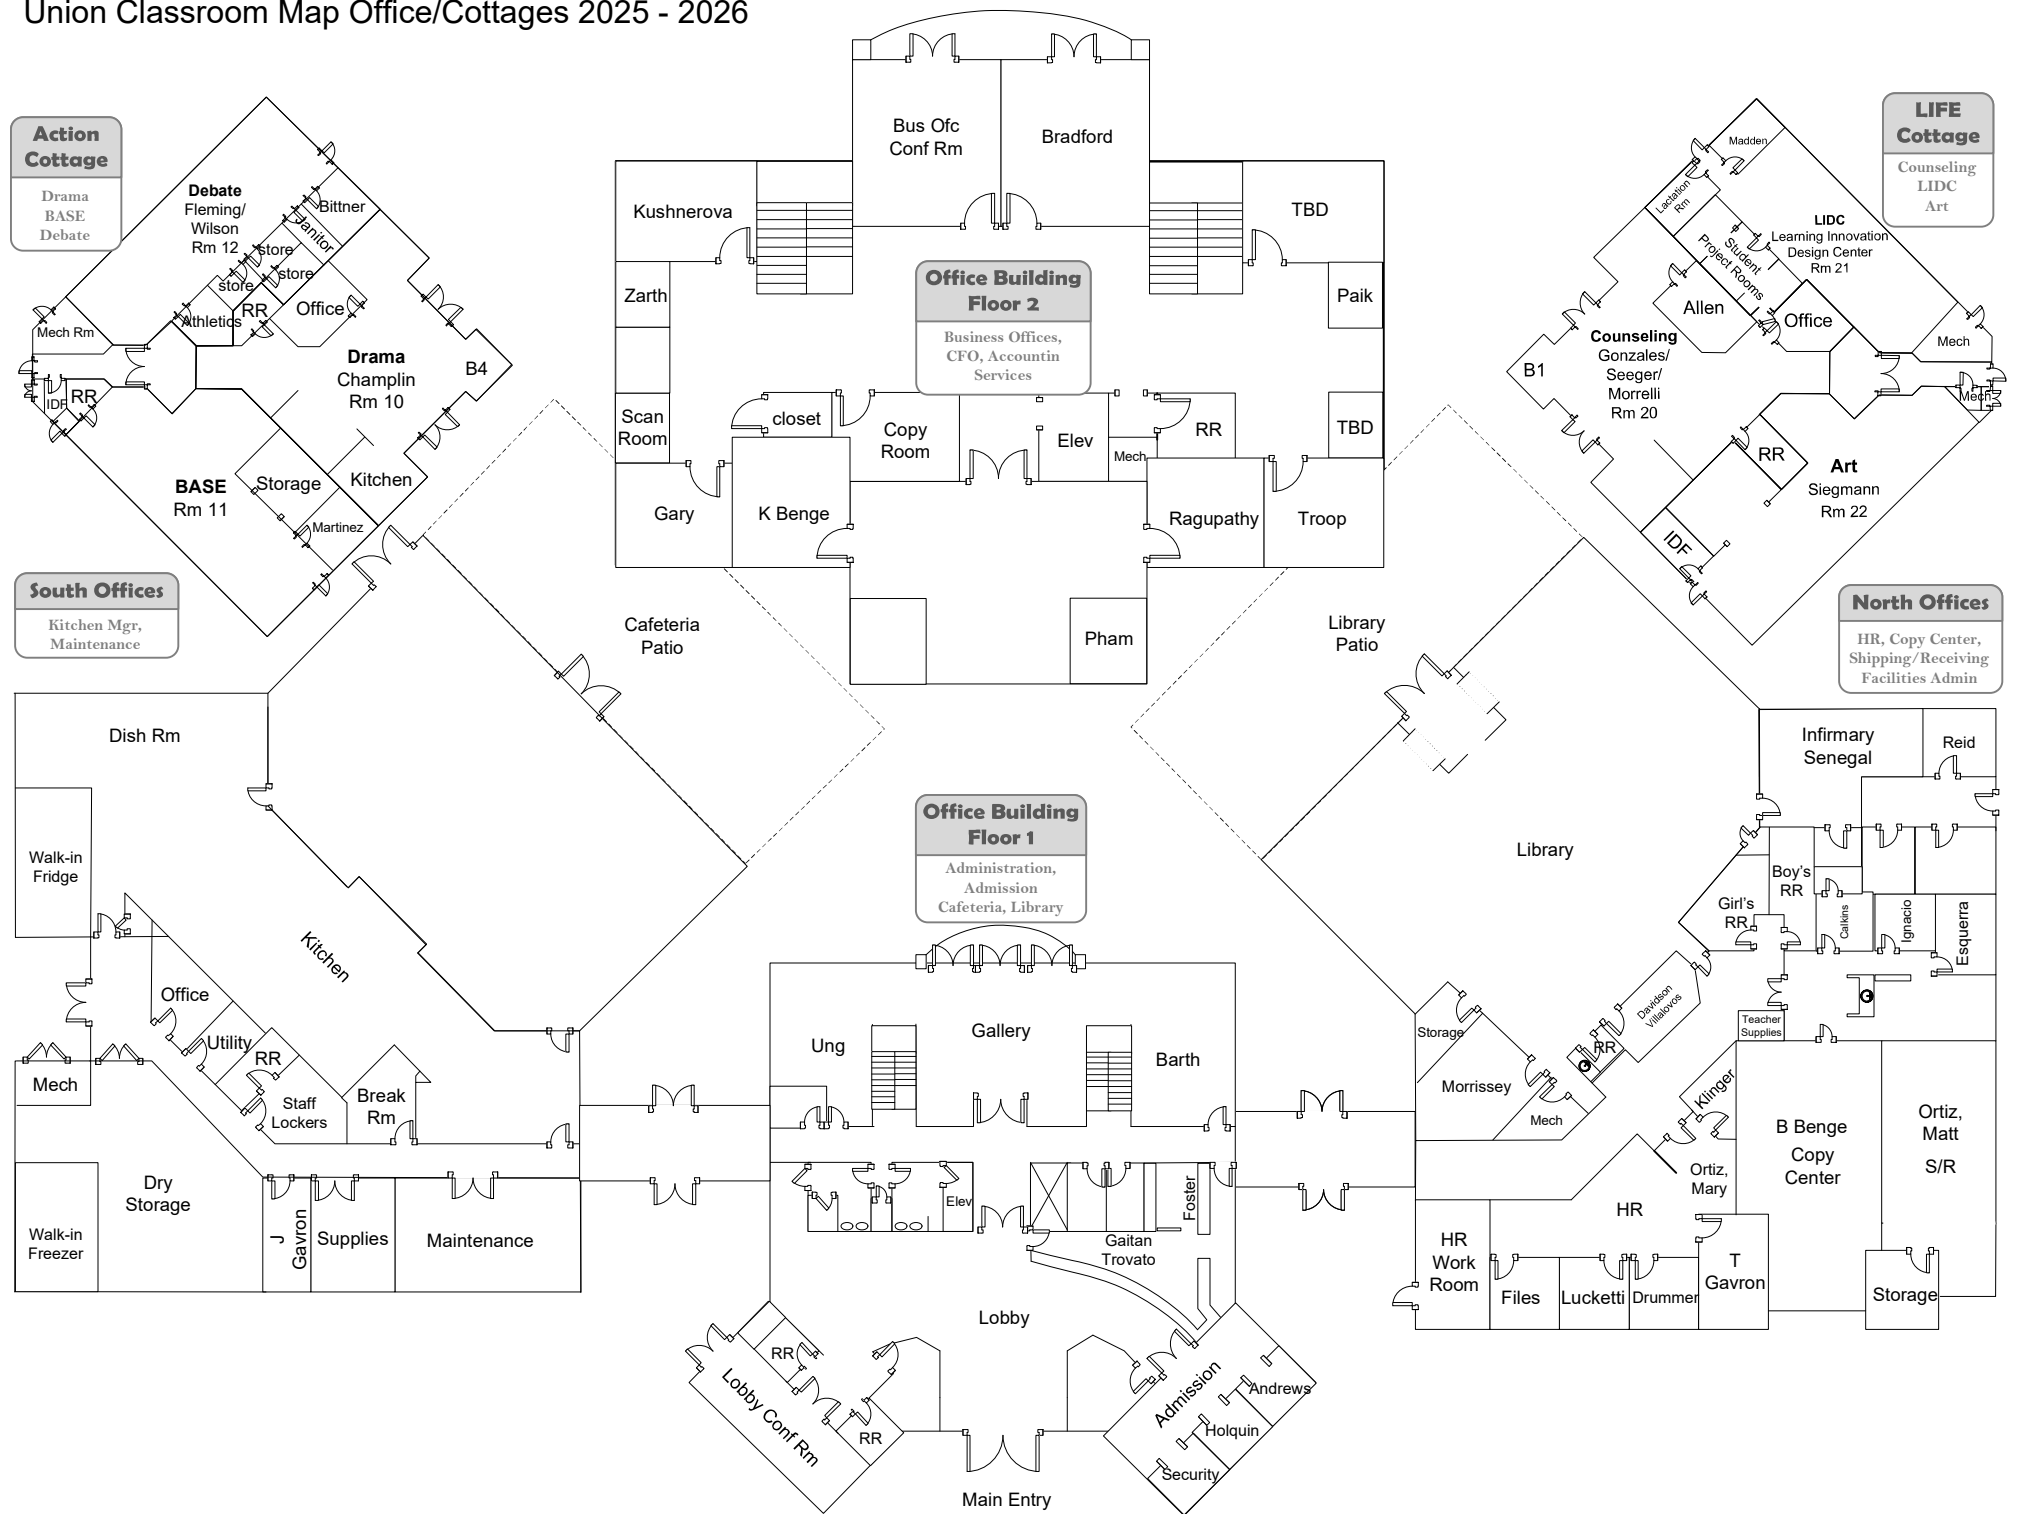 Union Classroom Map Office/Cottages 2025 - 2026
Action
Cottage
Drama
BASE
Debate
Debate
Fleming/
Wilson
Rm 12
Bittner
Janitor
store
store
store
Athletics
RR
Office
Mech Rm
IDF
RR
Drama
Champlin
Rm 10
B4
BASE
Rm 11
Storage
Kitchen
Martinez
Bus Ofc
Conf Rm
Bradford
Kushnerova
TBD
Zarth
Paik
Office Building
Floor 2
Business Offices,
CFO, Accountin
Services
Scan
Room
closet
Copy
Room
Elev
Mech
RR
TBD
Gary
K Benge
Ragupathy
Troop
Pham
LIFE
Cottage
Counseling
LIDC
Art
Madden
Lactation
Rm
LIDC
Learning Innovation
Design Center
Rm 21
Student
Project Rooms
Allen
Office
Mech
Mech
Counseling
Gonzales/
Seeger/
Morrelli
Rm 20
B1
RR
Art
Siegmann
Rm 22
IDF
South Offices
Kitchen Mgr,
Maintenance
North Offices
HR, Copy Center,
Shipping/Receiving
Facilities Admin
Cafeteria
Patio
Library
Patio
Dish Rm
Walk-in
Fridge
Kitchen
Office
Utility
RR
Staff
Lockers
Break
Rm
Mech
Dry
Storage
Walk-in
Freezer
J
Gavron
Supplies
Maintenance
Office Building
Floor 1
Administration,
Admission
Cafeteria, Library
Ung
Gallery
Barth
Elev
Foster
Gaitan
Trovato
Lobby
RR
Lobby Conf Rm
RR
Admission
Andrews
Holquin
Security
Main Entry
Library
Infirmary
Senegal
Reid
Boy's
RR
Girl's
RR
Calkins
Ignacio
Esquerra
Davidson
Villalovos
Teacher
Supplies
Storage
RR
Morrissey
Mech
Klinger
B Benge
Copy
Center
Ortiz,
Matt
S/R
Ortiz,
Mary
HR
HR
Work
Room
Files
Lucketti
Drummer
T
Gavron
Storage